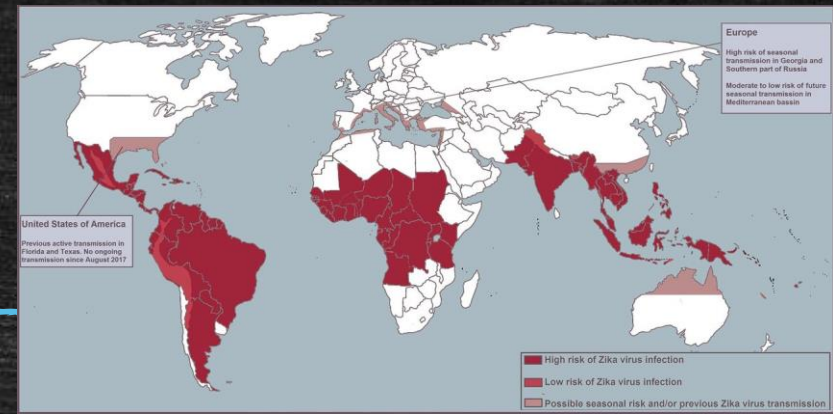 Europe
High risk of seasonal
transmission in Georgia and
Southern part of Russia
Moderate to low risk of future
seasonal transmission in
Mediterranean bassin
United States of America
Previous active transmission in
Florida and Texas. No ongoing
transmission since August 2017
High risk of Zika virus infection
Low risk of Zika virus infection
Possible seasonal risk and/or previous Zika virus transmission